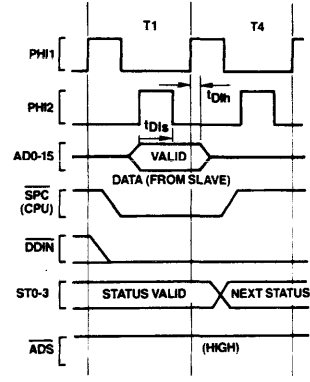 T1 T4
PHI1
tDIh
PHI2
tDIs
AD0-15 VALID
DATA (FROM SLAVE)
SPC
(CPU)
DDIN
ST0-3 STATUS VALID NEXT STATUS
ADS (HIGH)